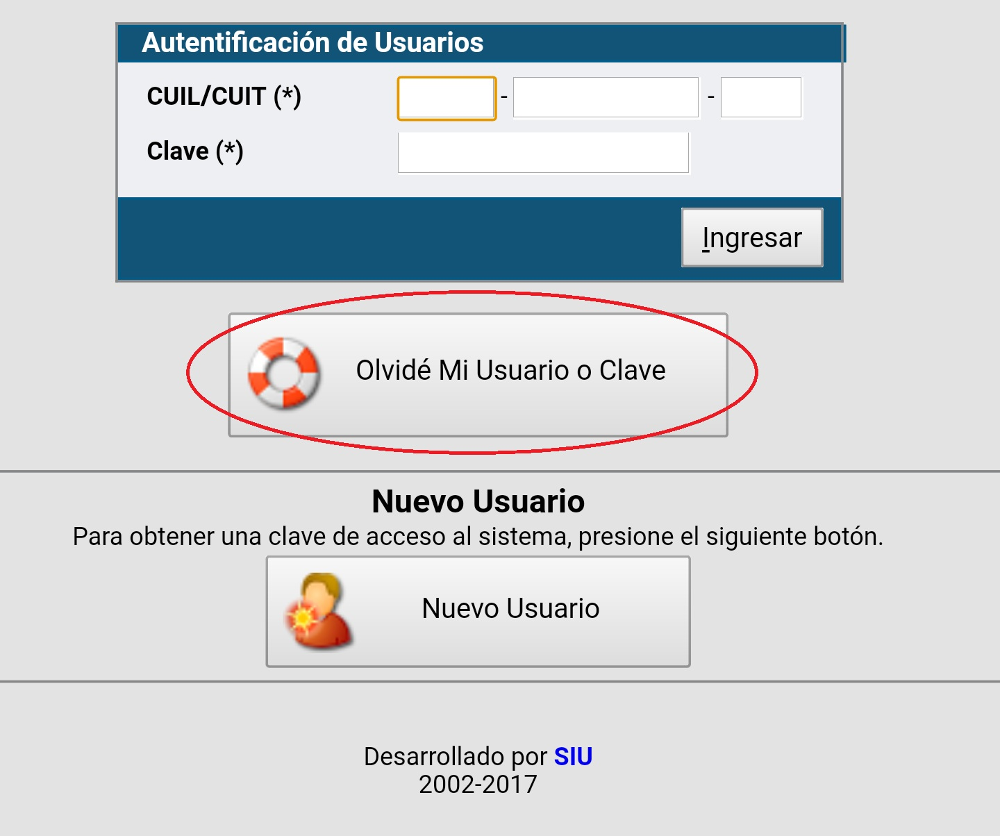 Autentificación de Usuarios
CUIL/CUIT (*) - -
Clave (*)
Ingresar
Olvidé Mi Usuario o Clave
Nuevo Usuario
Para obtener una clave de acceso al sistema, presione el siguiente botón.
Nuevo Usuario
Desarrollado por SIU
2002-2017